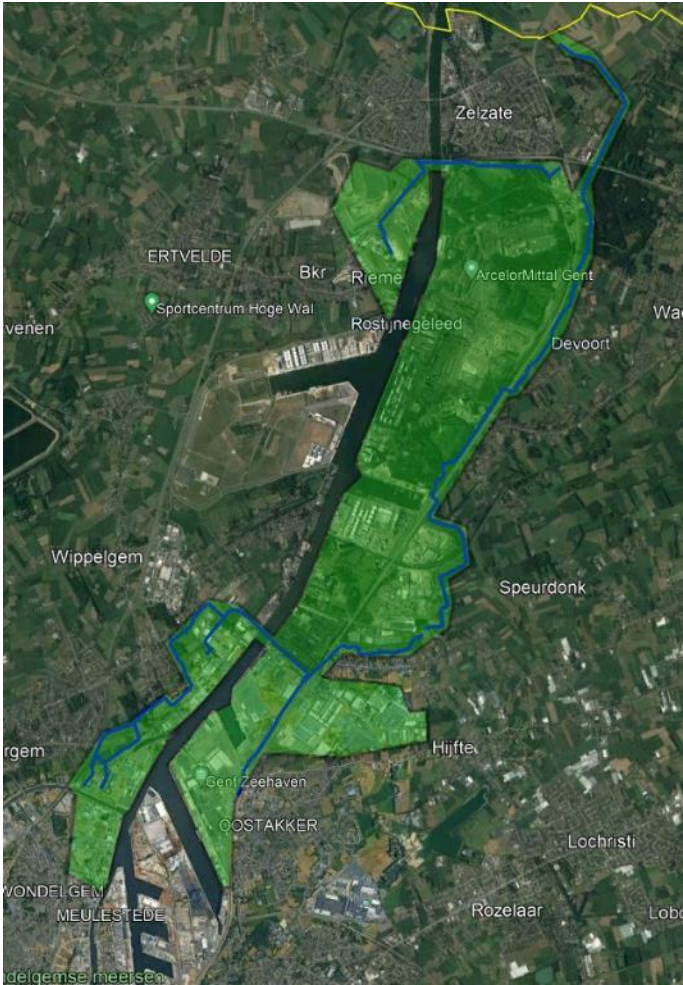 Zelzate
ERTVELDE
Bkr
Rieme
ArcelorMittal Gent
Sportcentrum Hoge Wal
Rostijnegeleed
venen
Wa
Devoort
Wippelgem
Speurdonk
rgem
Hijfte
Gent Zeehaven
OOSTAKKER
Lochristi
WONDELGEM
MEULESTEDE
Rozelaar
Lobo
ndelgemse meersen